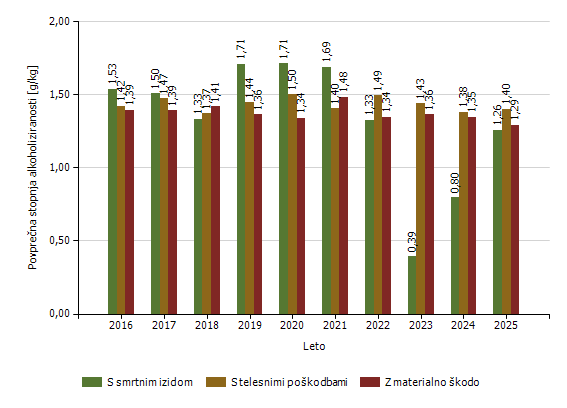 Povprečna stopnja alkoholiziranosti [g/kg]
2,00
1,50
1,00
0,50
0,00
1,53 1,42 1,39
1,50 1,47 1,39
1,33 1,37 1,41
1,71 1,44 1,36
1,71 1,50 1,34
1,69 1,40 1,48
1,33 1,49 1,34
0,39 1,43 1,36
0,80 1,38 1,35
1,26 1,40 1,29
2016 2017 2018 2019 2020 2021 2022 2023 2024 2025
Leto
S smrtnim izidom S telesnimi poškodbami Z materialno škodo